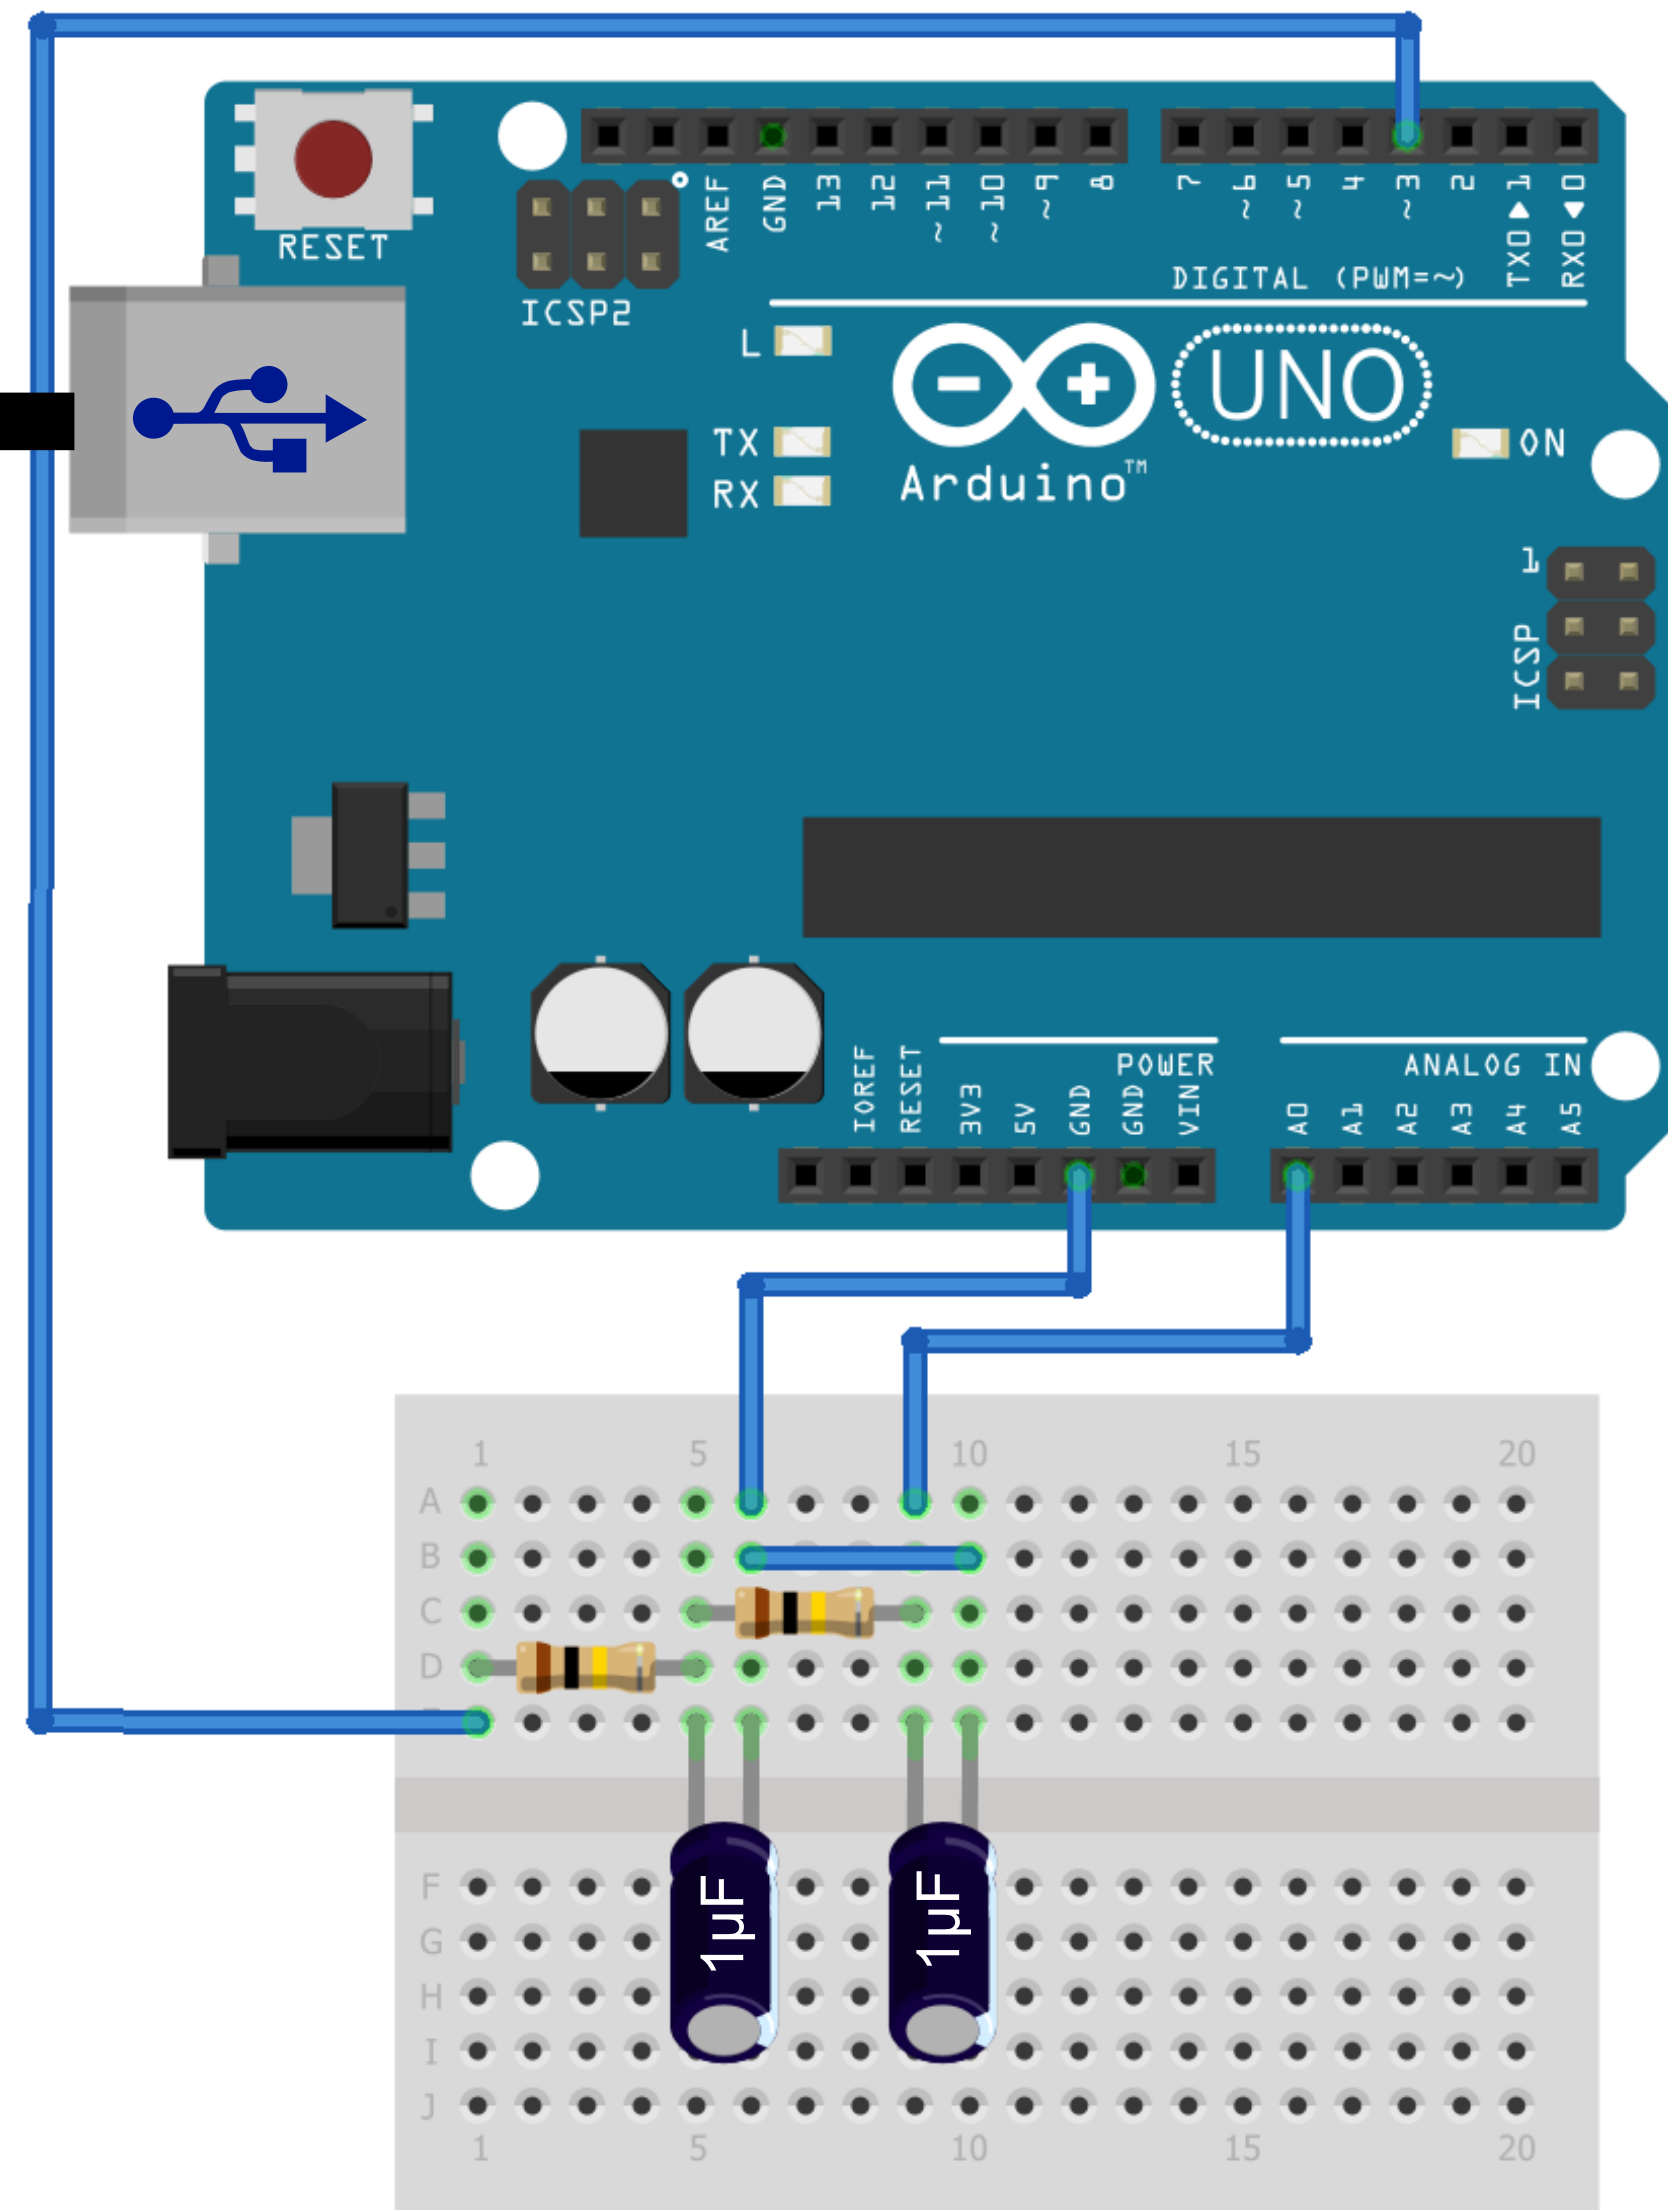 RESET
ICSP2
AREF
GND
13
12
~11
~10
~9
8
7
~6
~5
4
~3
2
TX0▶1
RX0◀0
DIGITAL (PWM=~)
L
TX
RX
UNO
Arduino™
ON
1
ICSP
IOREF
RESET
3V3
5V
GND
GND
VIN
POWER
ANALOG IN
A0
A1
A2
A3
A4
A5
1 5 10 15 20
A
B
C
D
F
G
H
I
J
1µF
1µF
1 5 10 15 20